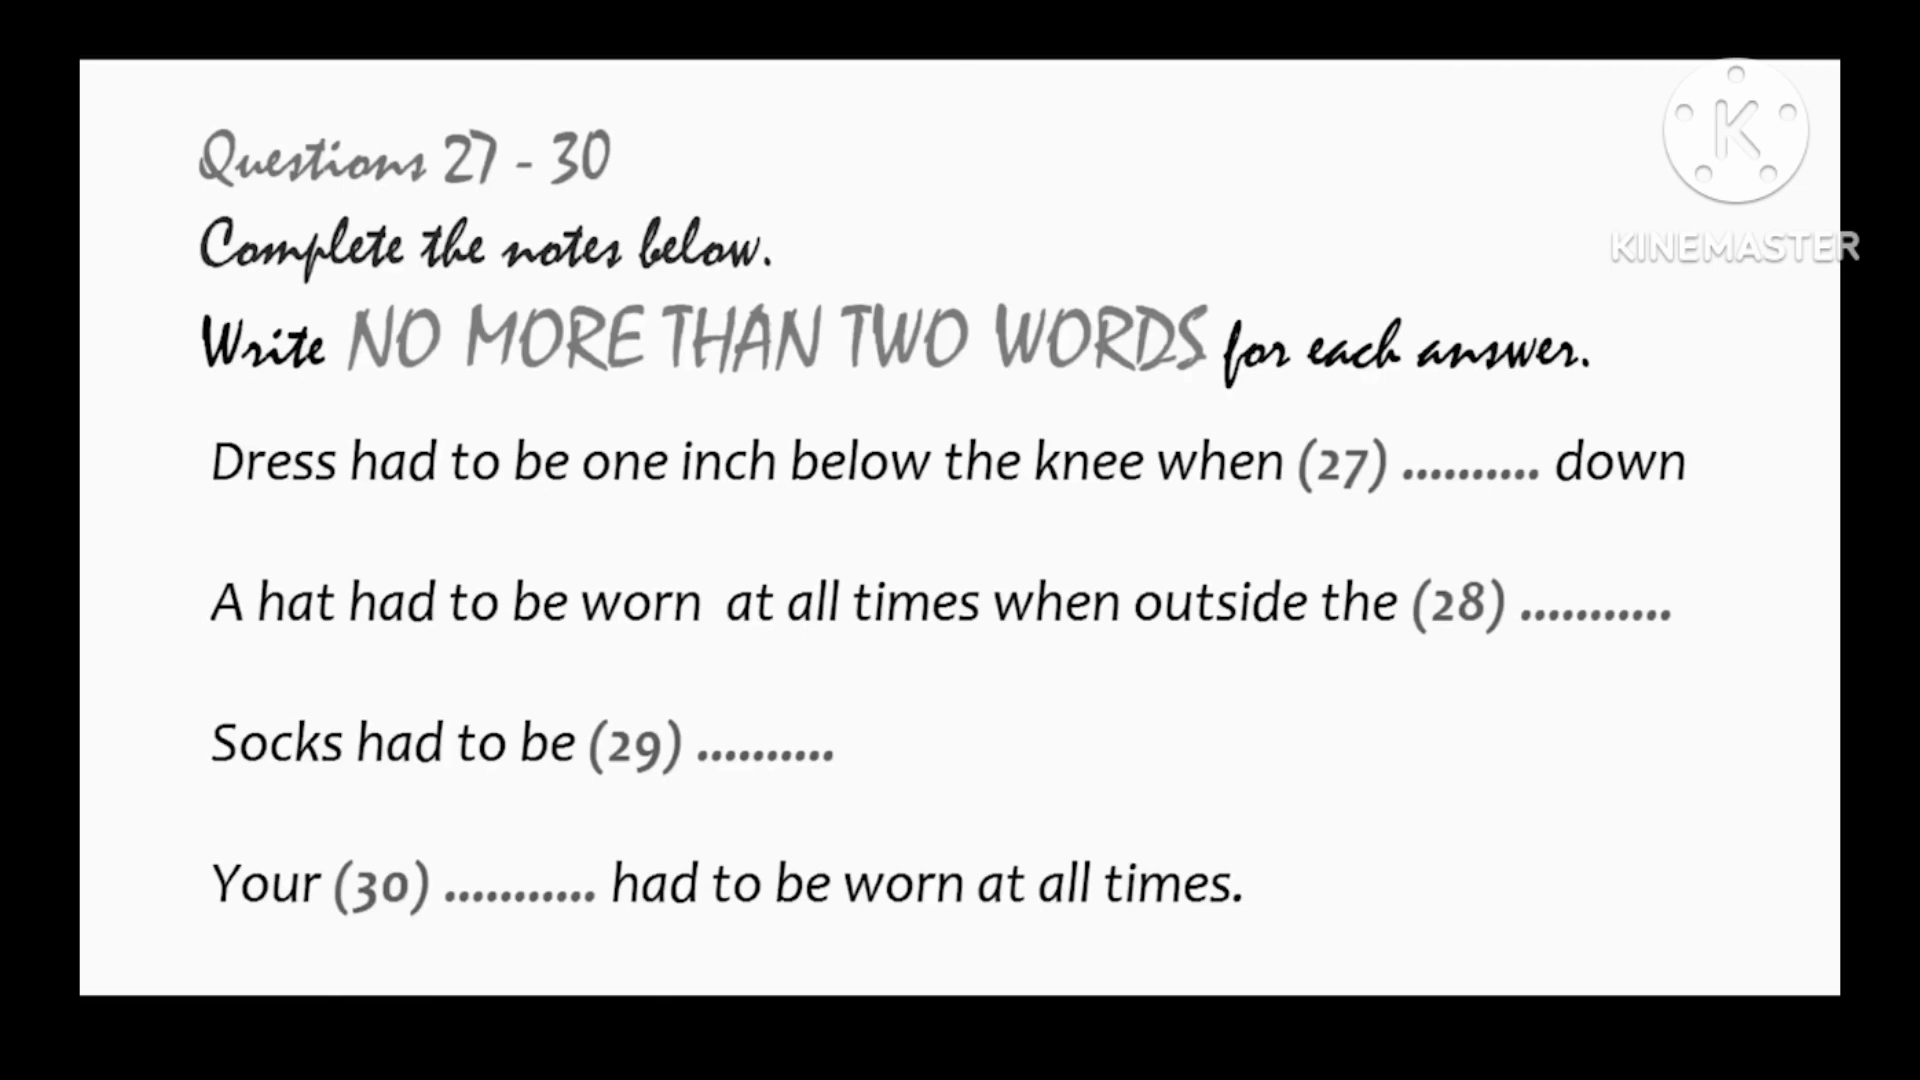 Questions 27 - 30
K
KINEMASTER
Complete the notes below.
Write NO MORE THAN TWO WORDS for each answer.
Dress had to be one inch below the knee when (27) .......... down
A hat had to be worn at all times when outside the (28) ...........
Socks had to be (29) ..........
Your (30) ........... had to be worn at all times.